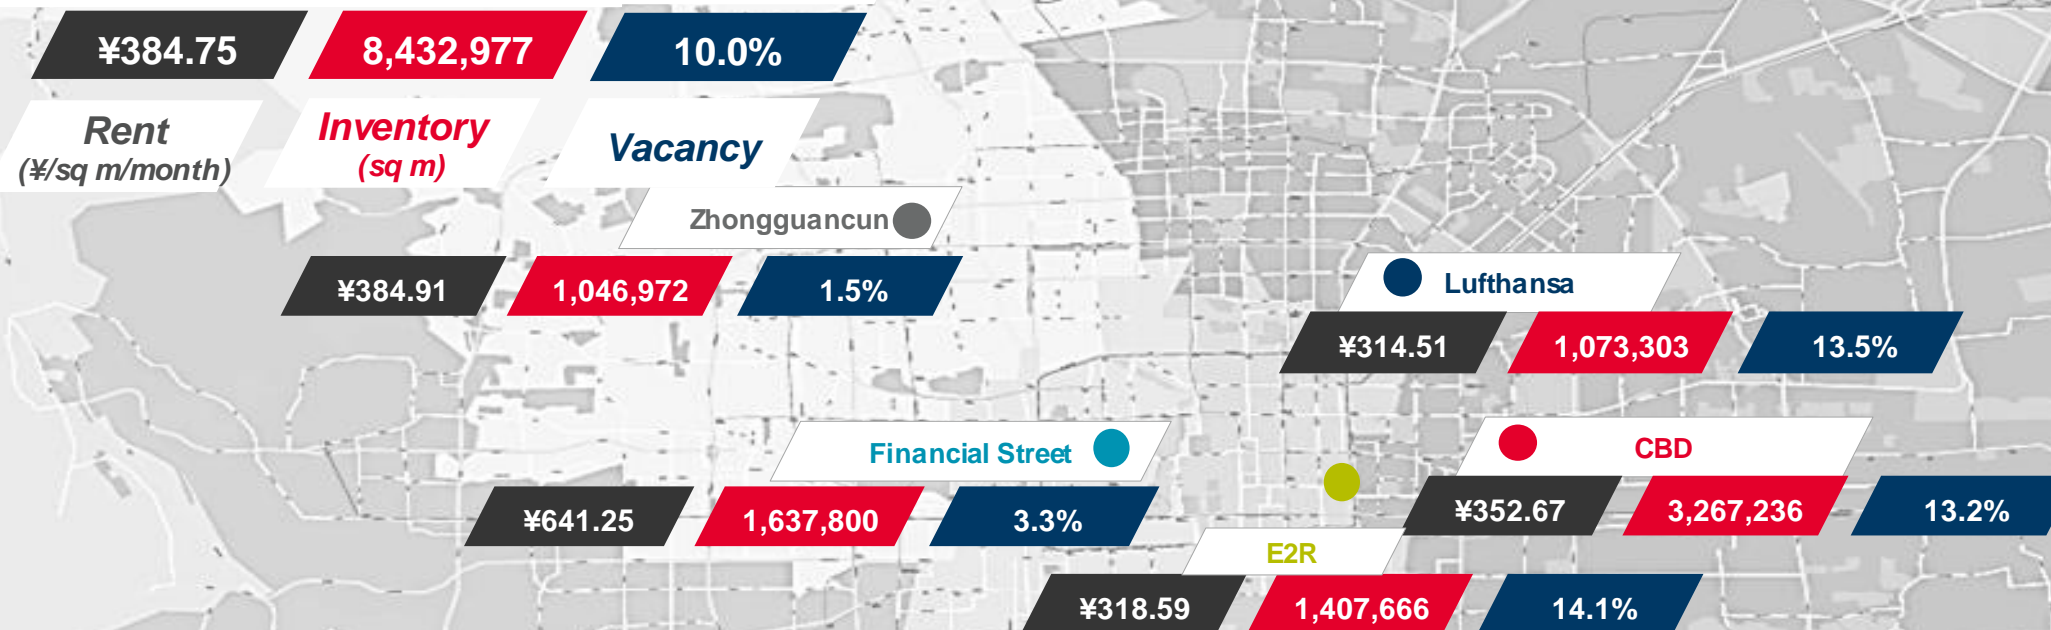 ¥384.75 8,432,977 10.0%
Rent Inventory Vacancy
(¥/sq m/month) (sq m)
Zhongguancun
¥384.91 1,046,972 1.5%
Lufthansa
¥314.51 1,073,303 13.5%
Financial Street
¥641.25 1,637,800 3.3%
CBD
¥352.67 3,267,236 13.2%
E2R
¥318.59 1,407,666 14.1%